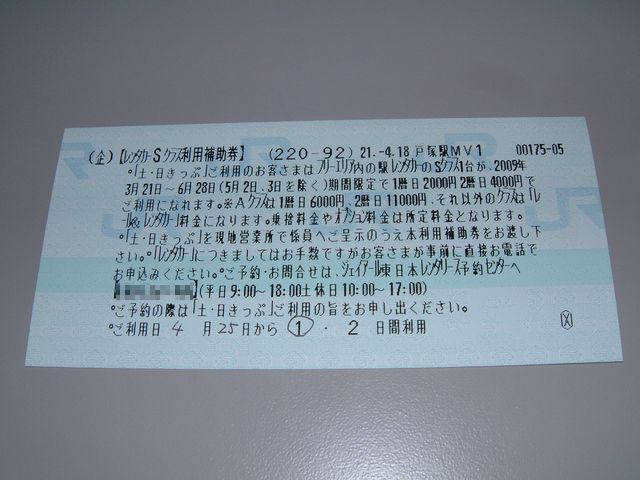 (企)【レンタカーSクラス利用補助券】 (220-92) 21.-4.18 戸塚駅MV1 00175-05
°「土・日きっぷ」ご利用のお客さまはフリーエリア内の駅レンタカーのSクラス1台が、2009年
3月21日~6月28日(5月2日、3日を除く)期間限定で1暦日2000円2暦日4000円で
ご利用になれます。※Aクラスは1暦日6000円、2暦日11000円、それ以外のクラスは「レー
ル&レンタカー」料金になります。乗捨料金やオプション料金は所定料金となります。
°「土・日きっぷ」を現地営業所で係員へご呈示のうえ本利用補助券をお渡し下
さい。°「レンタカー」につきましてはお手数ですがお客さまが事前に直接お電話で
お申込みください。°ご予約・お問合せは、ジェイアール東日本レンタリース予約センターへ
(平日9:00~18:00土休日10:00~17:00)
°ご予約の際は「土・日きっぷ」ご利用の旨をお申し出ください。
°ご利用日 4 月 25日から ① ・ 2 日間利用